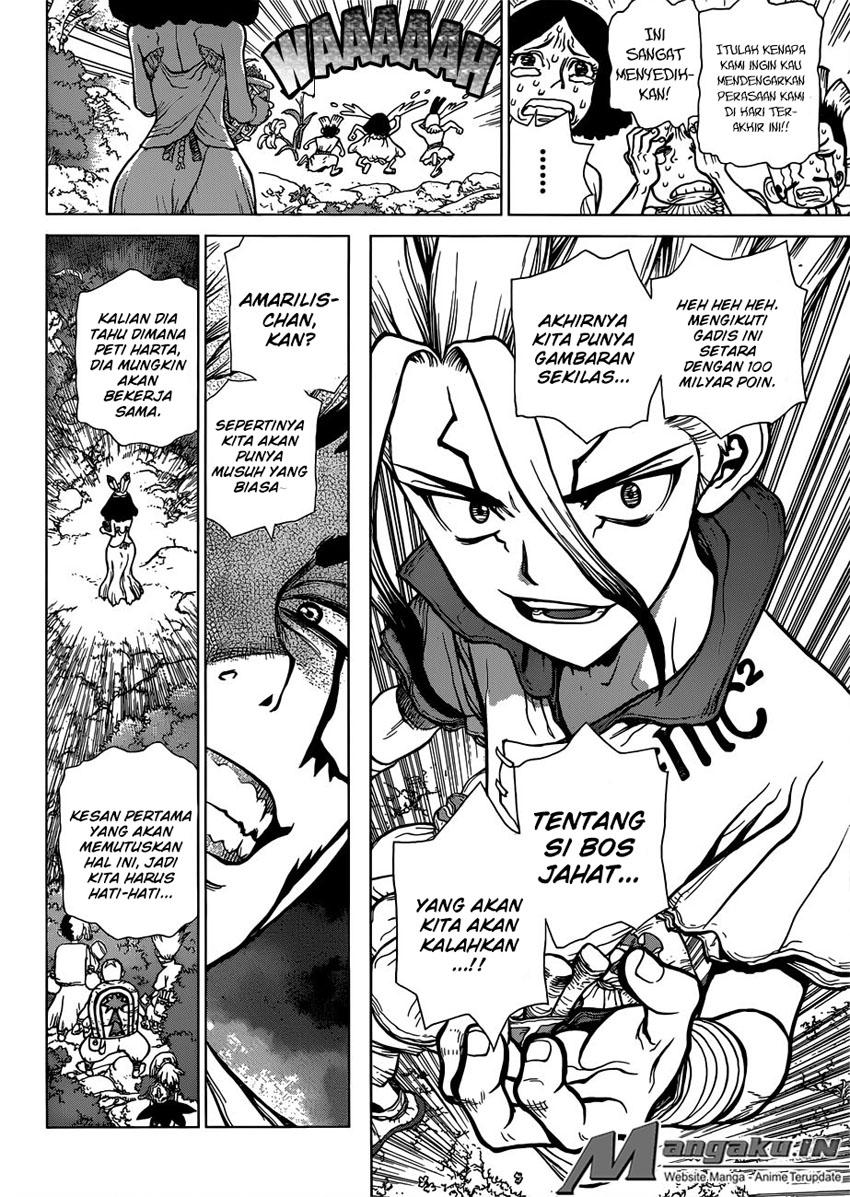 ITULAH KENAPA
KAMI INGIN KAU
MENDENGARKAN
PERASAAN KAMI
DI HARI TER-
AKHIR INI!!
INI
SANGAT
MENYEDIH-
KAN!
......
WAAAAAAH
HEH HEH HEH.
MENGIKUTI
GADIS INI
SETARA
DENGAN 100
MILYAR POIN.
AKHIRNYA
KITA PUNYA
GAMBARAN
SEKILAS...
mc²
TENTANG
SI BOS
JAHAT...
YANG AKAN
KITA AKAN
KALAHKAN
...!!
AMARILIS-
CHAN,
KAN?
SEPERTINYA
KITA AKAN
PUNYA
MUSUH YANG
BIASA
KALIAN DIA
TAHU DIMANA
PETI HARTA,
DIA MUNGKIN
AKAN
BEKERJA
SAMA.
KESAN PERTAMA
YANG AKAN
MEMUTUSKAN
HAL INI, JADI
KITA HARUS
HATI-HATI...
Mangaku.IN
Website Manga - Anime Terupdate